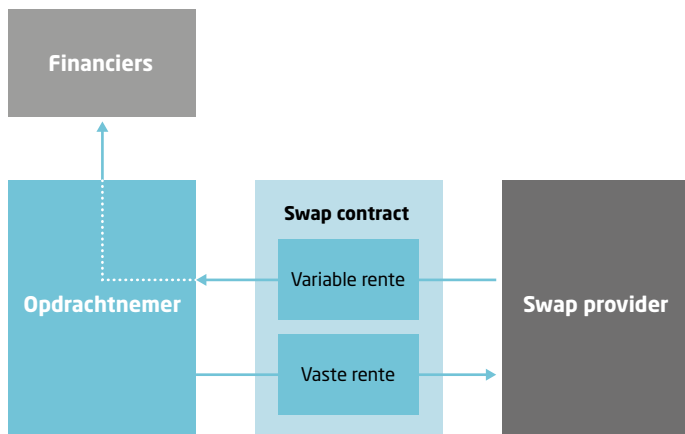 Financiers
Swap contract
Variable rente
Opdrachtnemer
Swap provider
Vaste rente